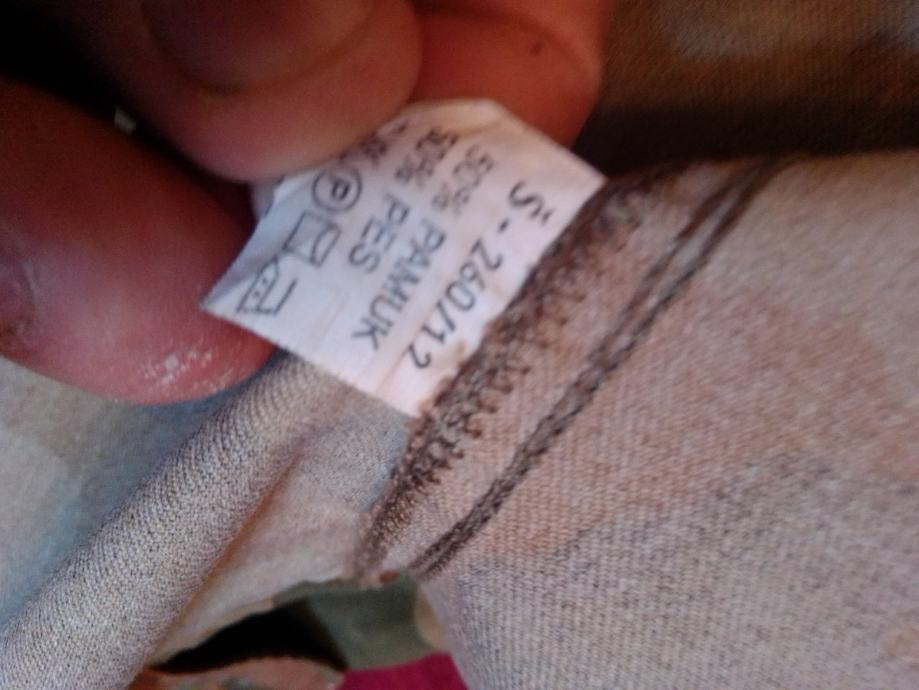 Š-260/12
50% PAMUK
50% PES
P